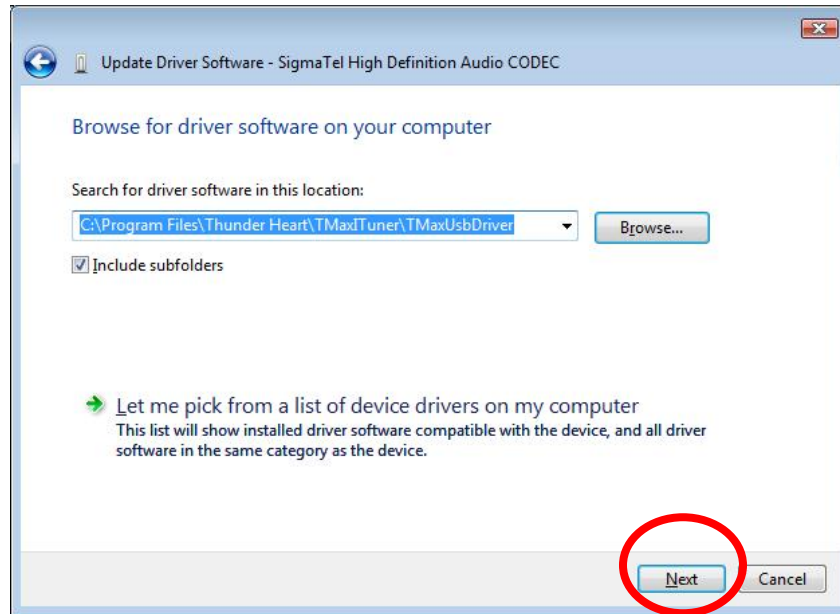 Update Driver Software - SigmaTel High Definition Audio CODEC
Browse for driver software on your computer
Search for driver software in this location:
C:\Program Files\Thunder Heart\TMaxITuner\TMaxUsbDriver
Browse...
Include subfolders
Let me pick from a list of device drivers on my computer
This list will show installed driver software compatible with the device, and all driver
software in the same category as the device.
Next
Cancel